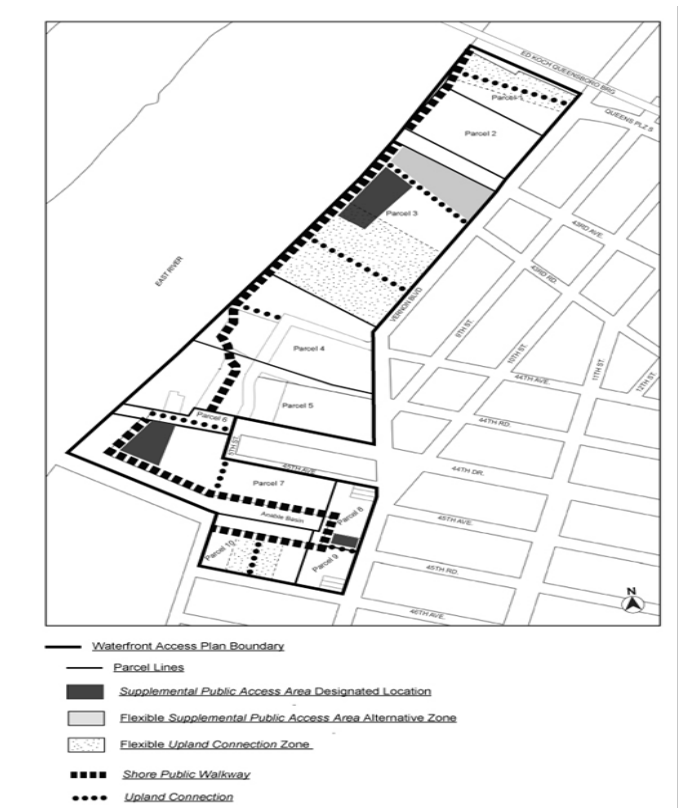 ED KOCH QUEENSBORO BRG
QUEENS PLZ S
Parcel 1
Parcel 2
Parcel 3
43RD AVE.
43RD RD.
EAST RIVER
VERNON BLVD
9TH ST.
10TH ST.
11TH ST.
12TH ST.
Parcel 4
44TH AVE.
Parcel 5
Parcel 6
44TH RD.
5TH ST.
45TH AVE
44TH DR.
Parcel 7
Anable Basin
Parcel 8
45TH AVE.
Parcel 10
Parcel 9
45TH RD.
46TH AVE.
N
Waterfront Access Plan Boundary
Parcel Lines
Supplemental Public Access Area Designated Location
Flexible Supplemental Public Access Area Alternative Zone
Flexible Upland Connection Zone
Shore Public Walkway
Upland Connection